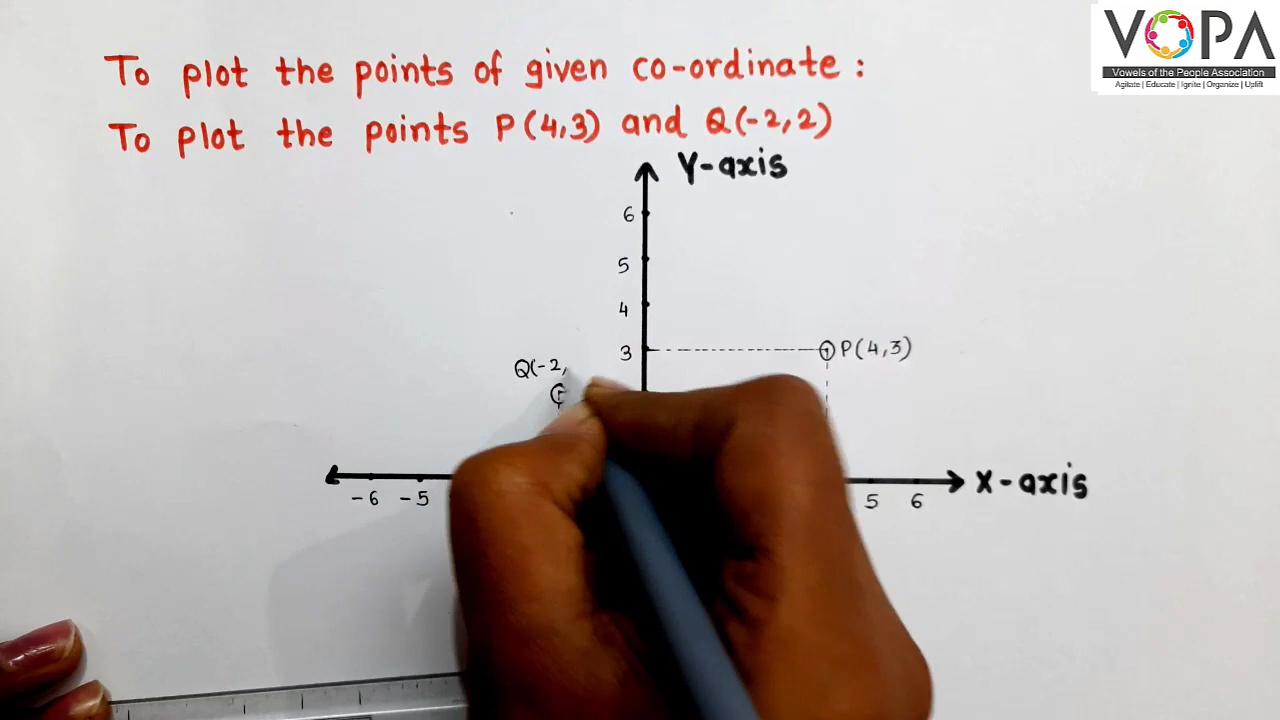 VOPA
Vowels of the People Association
Agitate | Educate | Ignite | Organize | Uplift
To plot the points of given co-ordinate :
To plot the points P(4,3) and Q(-2,2)
Y-axis
6
5
4
3
P(4,3)
Q(-2,
-6 -5 5 6
X-axis